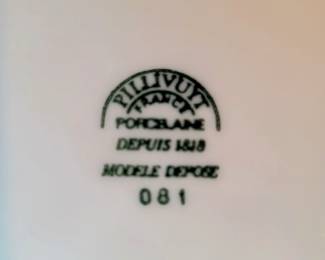 PILLIVUYT
FRANCE
PORCELAINE
DEPUIS 1818
MODELE DEPOSE
081